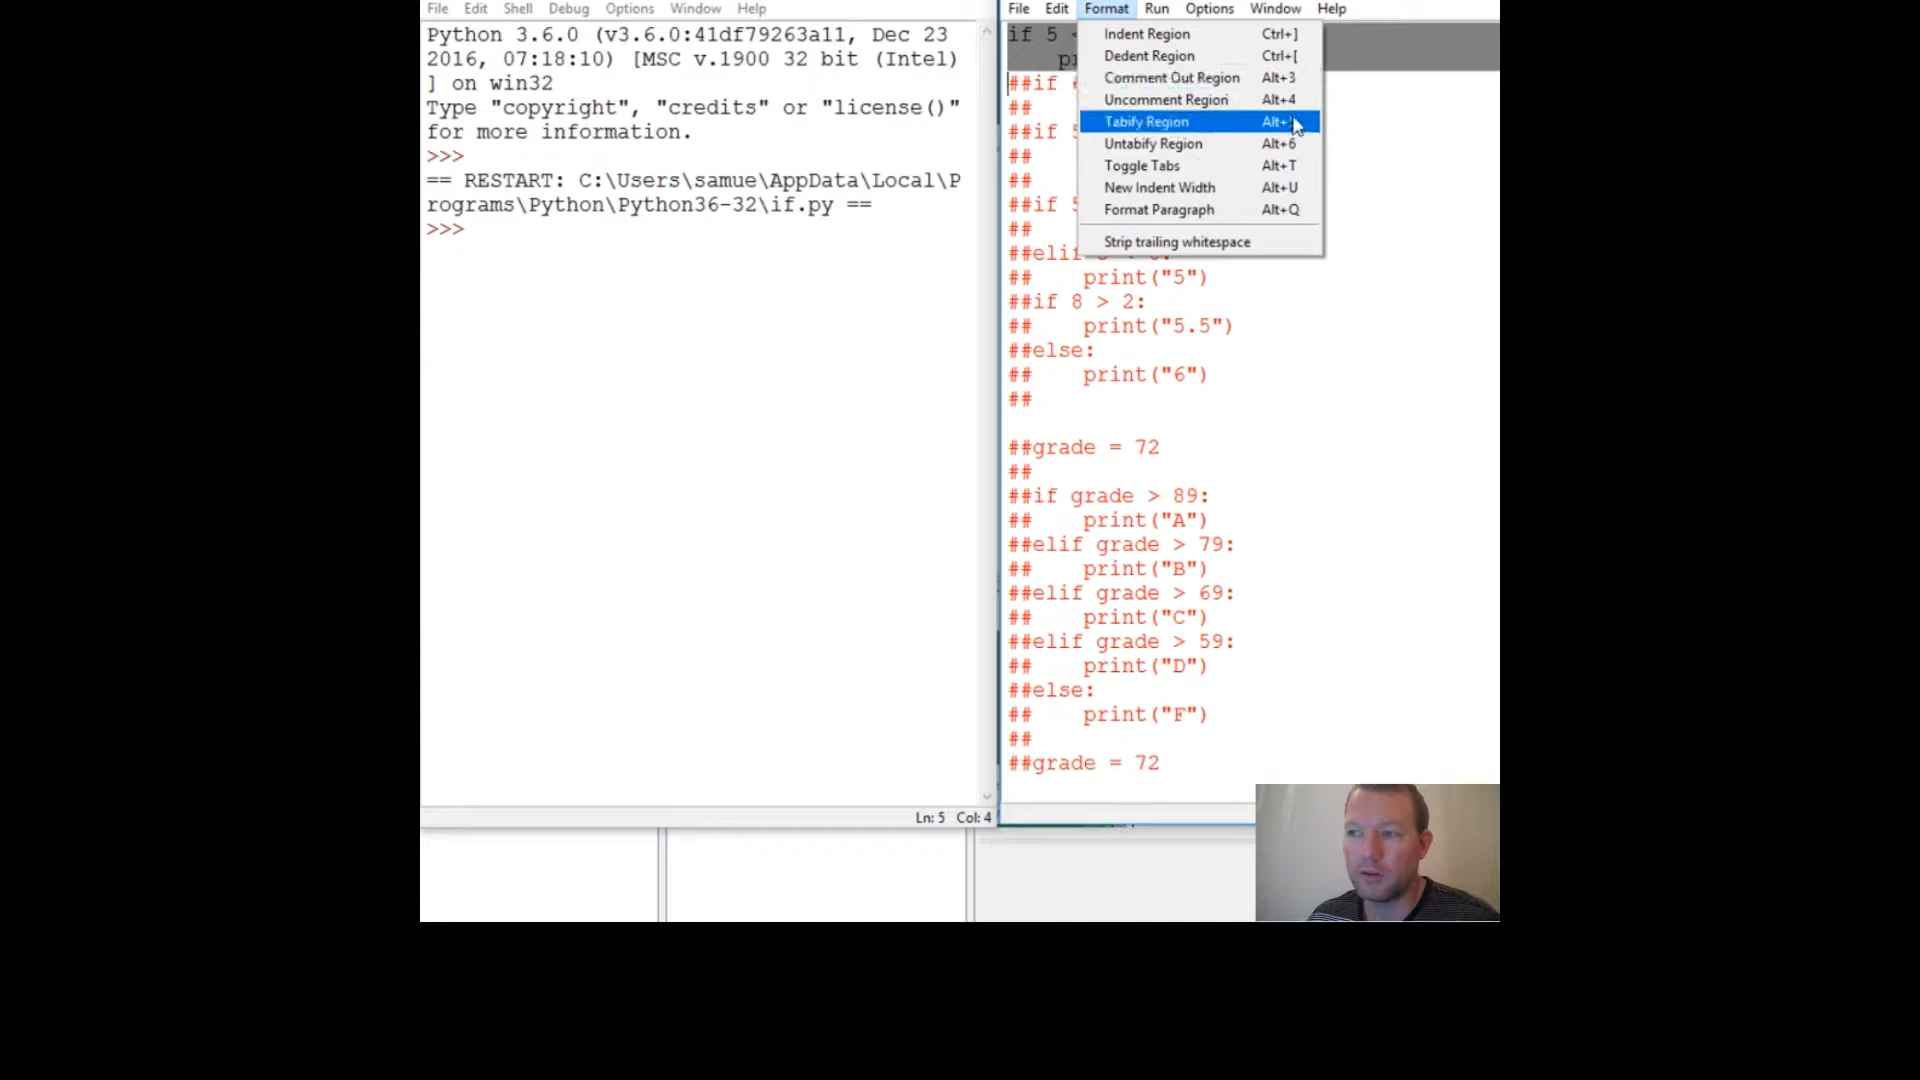 File Edit Shell Debug Options Window Help
Python 3.6.0 (v3.6.0:41df79263a11, Dec 23
2016, 07:18:10) [MSC v.1900 32 bit (Intel)
] on win32
Type "copyright", "credits" or "license()"
for more information.
>>>
== RESTART: C:\Users\samue\AppData\Local\P
rograms\Python\Python36-32\if.py ==
>>>
Ln: 5 Col: 4
File Edit Format Run Options Window Help
Indent Region Ctrl+]
Dedent Region Ctrl+[
Comment Out Region Alt+3
Uncomment Region Alt+4
Tabify Region Alt+
Untabify Region Alt+6
Toggle Tabs Alt+T
New Indent Width Alt+U
Format Paragraph Alt+Q
Strip trailing whitespace
if 5
##if
##
##if 5
##
##
##if 5
##
##elif
##    print("5")
##if 8 > 2:
##    print("5.5")
##else:
##    print("6")
##
##grade = 72
##
##if grade > 89:
##    print("A")
##elif grade > 79:
##    print("B")
##elif grade > 69:
##    print("C")
##elif grade > 59:
##    print("D")
##else:
##    print("F")
##
##grade = 72